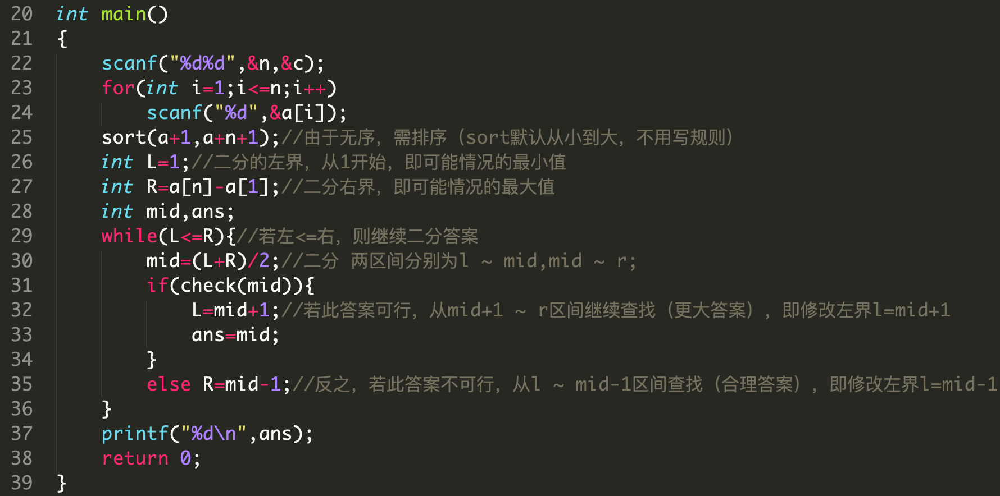 20 int main()
21 {
22 scanf("%d%d",&n,&c);
23 for(int i=1;i<=n;i++)
24 scanf("%d",&a[i]);
25 sort(a+1,a+n+1);//由于无序，需排序（sort默认从小到大，不用写规则）
26 int L=1;//二分的左界，从1开始，即可能情况的最小值
27 int R=a[n]-a[1];//二分右界，即可能情况的最大值
28 int mid,ans;
29 while(L<=R){//若左<=右，则继续二分答案
30 mid=(L+R)/2;//二分 两区间分别为l ~ mid,mid ~ r;
31 if(check(mid)){
32 L=mid+1;//若此答案可行，从mid+1 ~ r区间继续查找（更大答案），即修改左界l=mid+1
33 ans=mid;
34 }
35 else R=mid-1;//反之，若此答案不可行，从l ~ mid-1区间查找（合理答案），即修改左界l=mid-1
36 }
37 printf("%d\n",ans);
38 return 0;
39 }